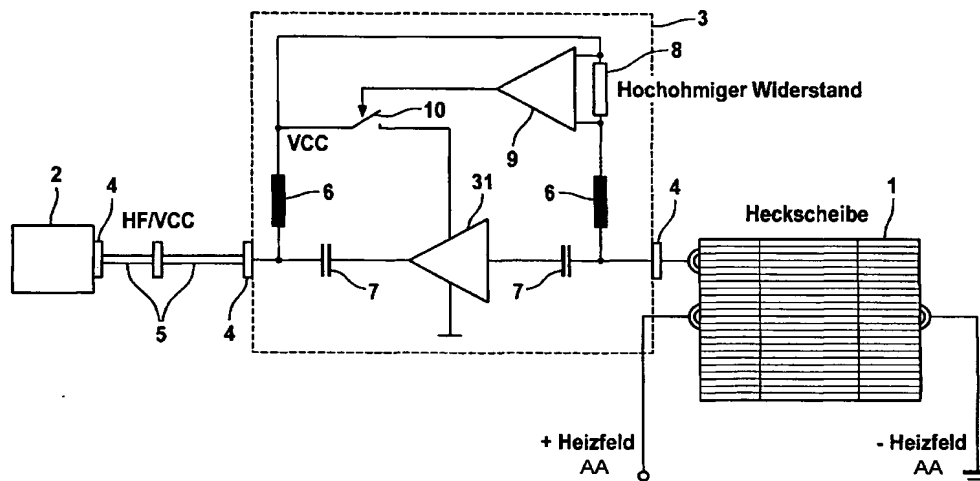 3
8
Hochohmiger Widerstand
10
9
VCC
2
4
HF/VCC
6
31
6
4
Heckscheibe
1
7
7
5
4
+ Heizfeld
AA
- Heizfeld
AA